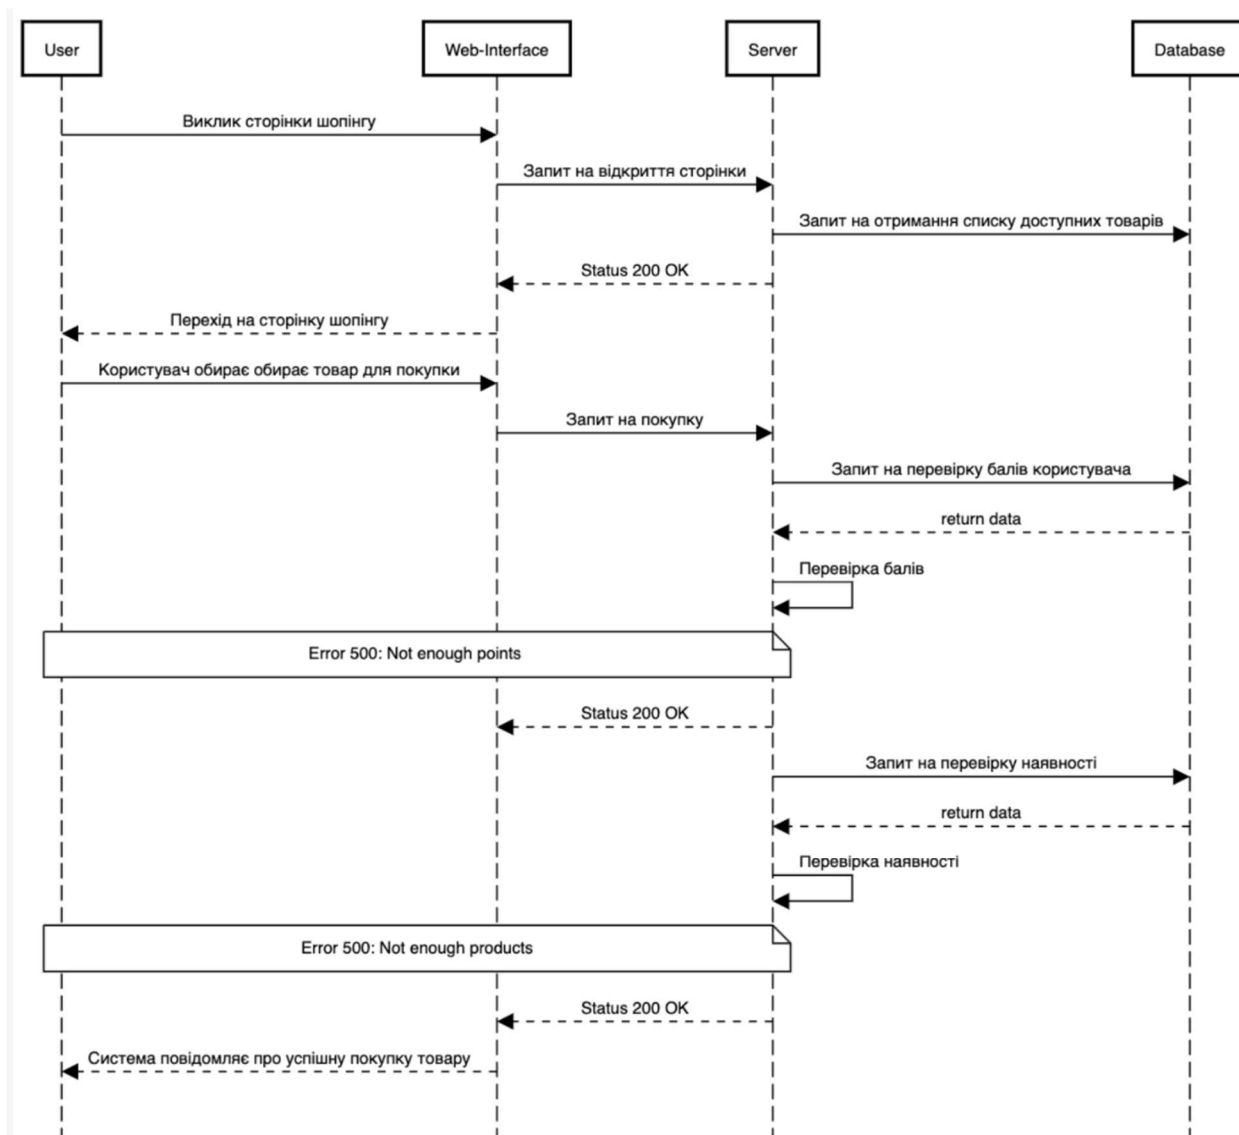 User
Web-Interface
Server
Database
Виклик сторінки шопінгу
Запит на відкриття сторінки
Запит на отримання списку доступних товарів
Status 200 OK
Перехід на сторінку шопінгу
Користувач обирає обирає товар для покупки
Запит на покупку
Запит на перевірку балів користувача
return data
Перевірка балів
Error 500: Not enough points
Status 200 OK
Запит на перевірку наявності
return data
Перевірка наявності
Error 500: Not enough products
Status 200 OK
Система повідомляє про успішну покупку товару